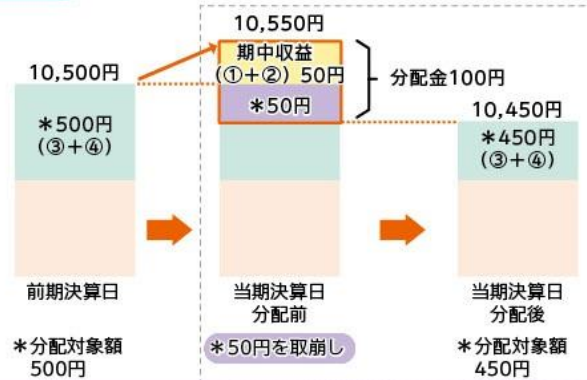 10,500円
＊500円
(③＋④)
前期決算日
＊分配対象額
500円
10,550円
期中収益
(①＋②) 50円
＊50円
分配金100円
当期決算日
分配前
＊50円を取崩し
10,450円
＊450円
(③＋④)
当期決算日
分配後
＊分配対象額
450円